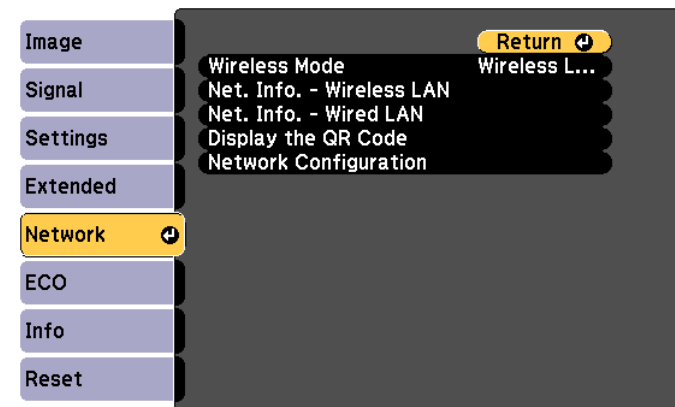 Image
Signal
Settings
Extended
Network
ECO
Info
Reset
Return
Wireless Mode Wireless L...
Net. Info. - Wireless LAN
Net. Info. - Wired LAN
Display the QR Code
Network Configuration